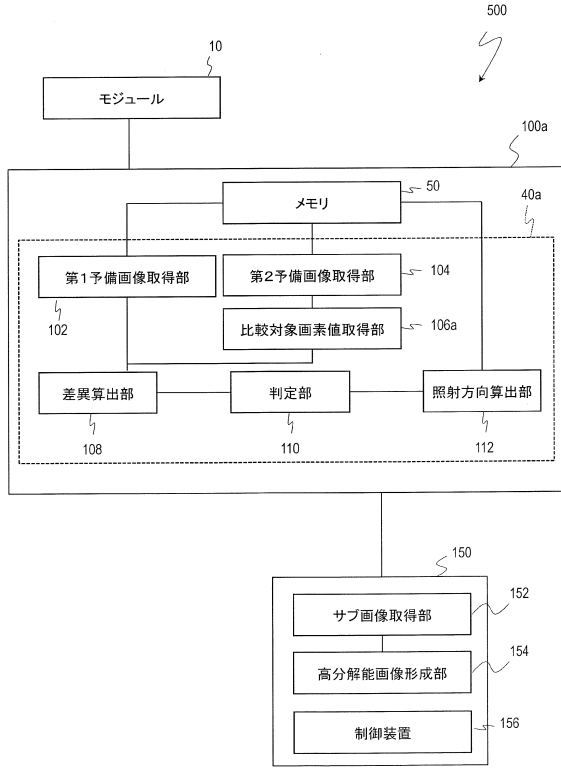 500
10
モジュール
100a
メモリ
50
40a
第1予備画像取得部
102
第2予備画像取得部
104
比較対象画素値取得部
106a
差異算出部
108
判定部
110
照射方向算出部
112
150
サブ画像取得部
152
高分解能画像形成部
154
制御装置
156